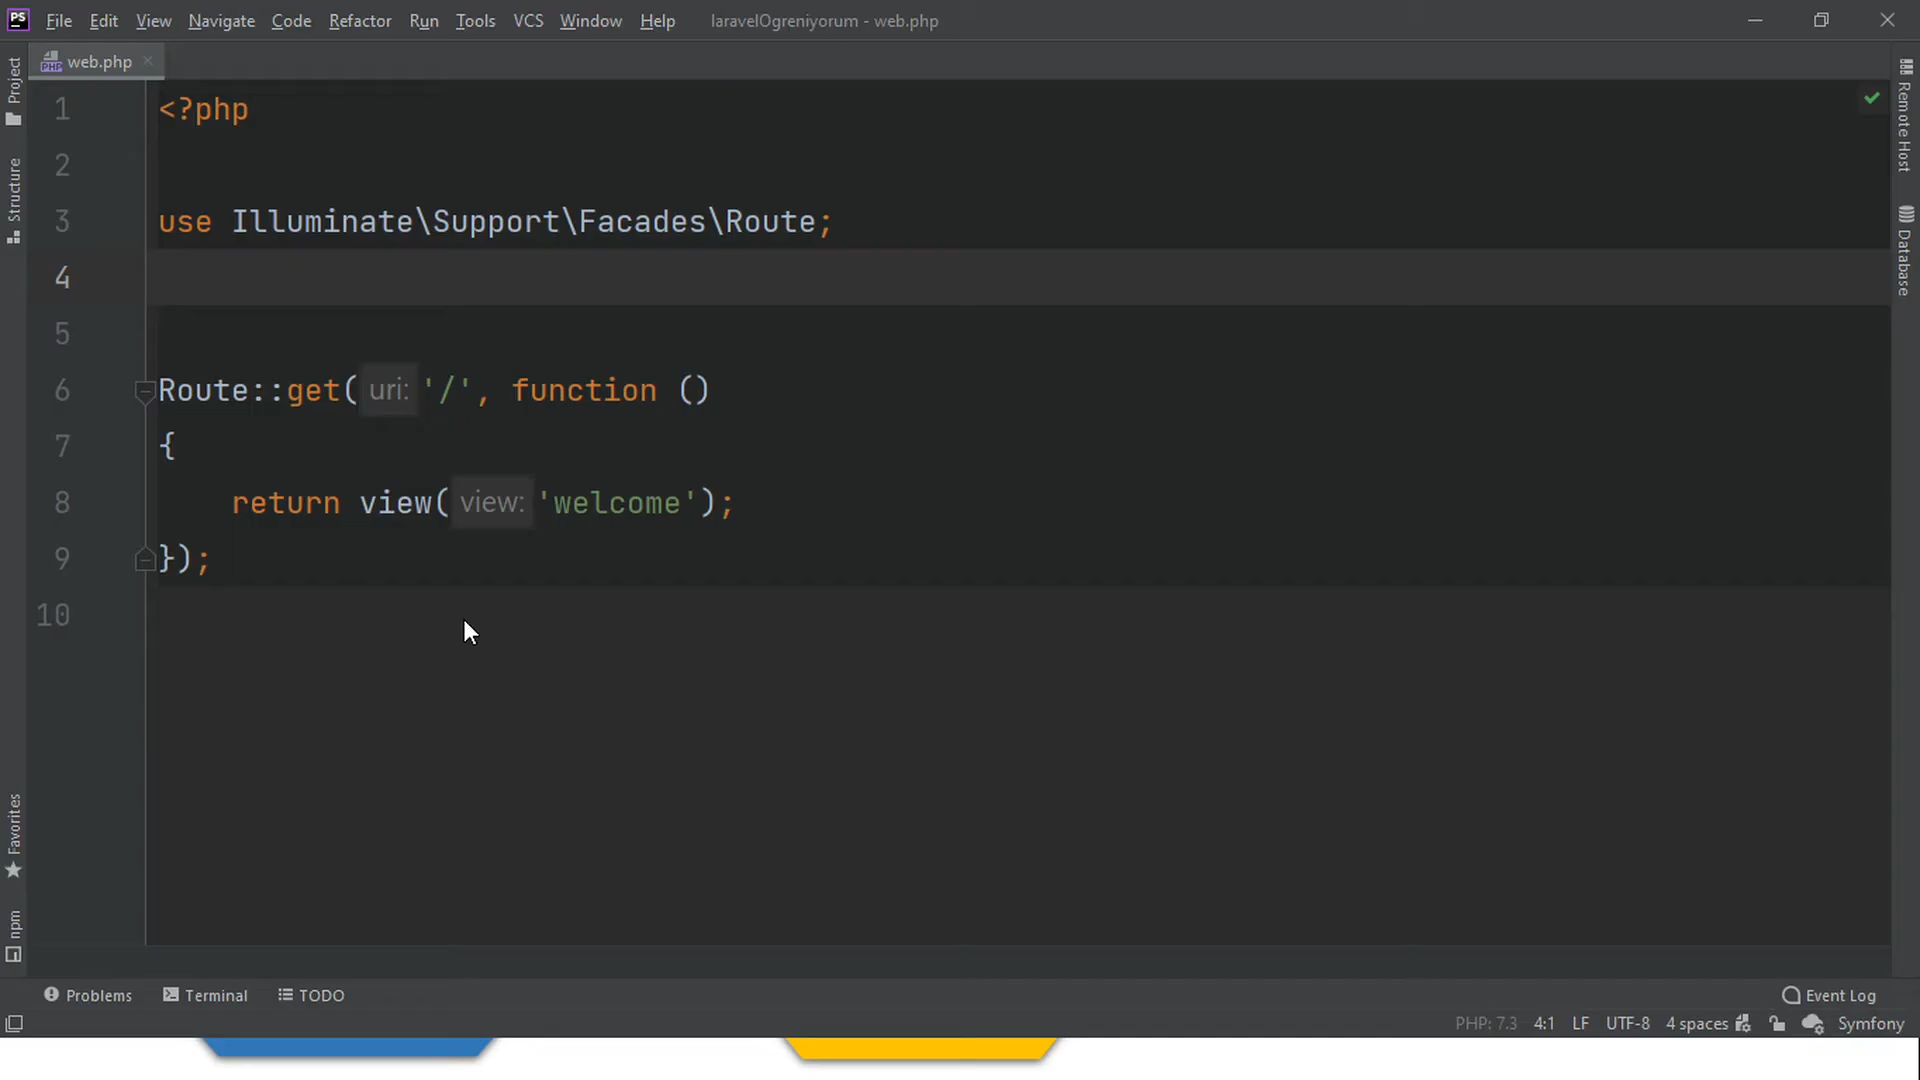 PS File Edit View Navigate Code Refactor Run Tools VCS Window Help laravelOgreniyorum - web.php
PHP web.php
Project
Structure
Favorites
npm
1 <?php
2
3 use Illuminate\Support\Facades\Route;
4
5
6 Route::get( uri: '/', function ()
7 {
8 return view( view: 'welcome');
9 });
10
Remote Host
Database
Problems Terminal TODO Event Log
PHP: 7.3 4:1 LF UTF-8 4 spaces Symfony